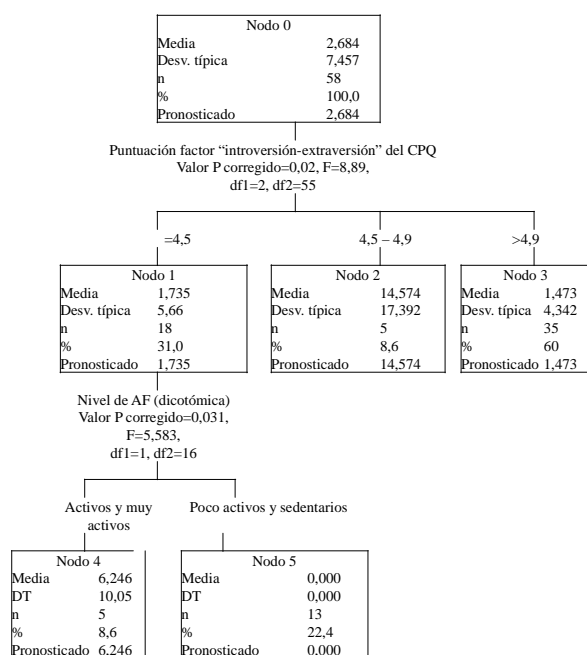 Nodo 0
Media 2,684
Desv. típica 7,457
n 58
% 100,0
Pronosticado 2,684
Puntuación factor “introversión-extraversión” del CPQ
Valor P corregido=0,02, F=8,89,
df1=2, df2=55
=4,5 4,5 – 4,9 >4,9
Nodo 1
Media 1,735
Desv. típica 5,66
n 18
% 31,0
Pronosticado 1,735
Nodo 2
Media 14,574
Desv. típica 17,392
n 5
% 8,6
Pronosticado 14,574
Nodo 3
Media 1,473
Desv. típica 4,342
n 35
% 60
Pronosticado 1,473
Nivel de AF (dicotómica)
Valor P corregido=0,031,
F=5,583,
df1=1, df2=16
Activos y muy
activos
Poco activos y sedentarios
Nodo 4
Media 6,246
DT 10,05
n 5
% 8,6
Pronosticado 6,246
Nodo 5
Media 0,000
DT 0,000
n 13
% 22,4
Pronosticado 0,000